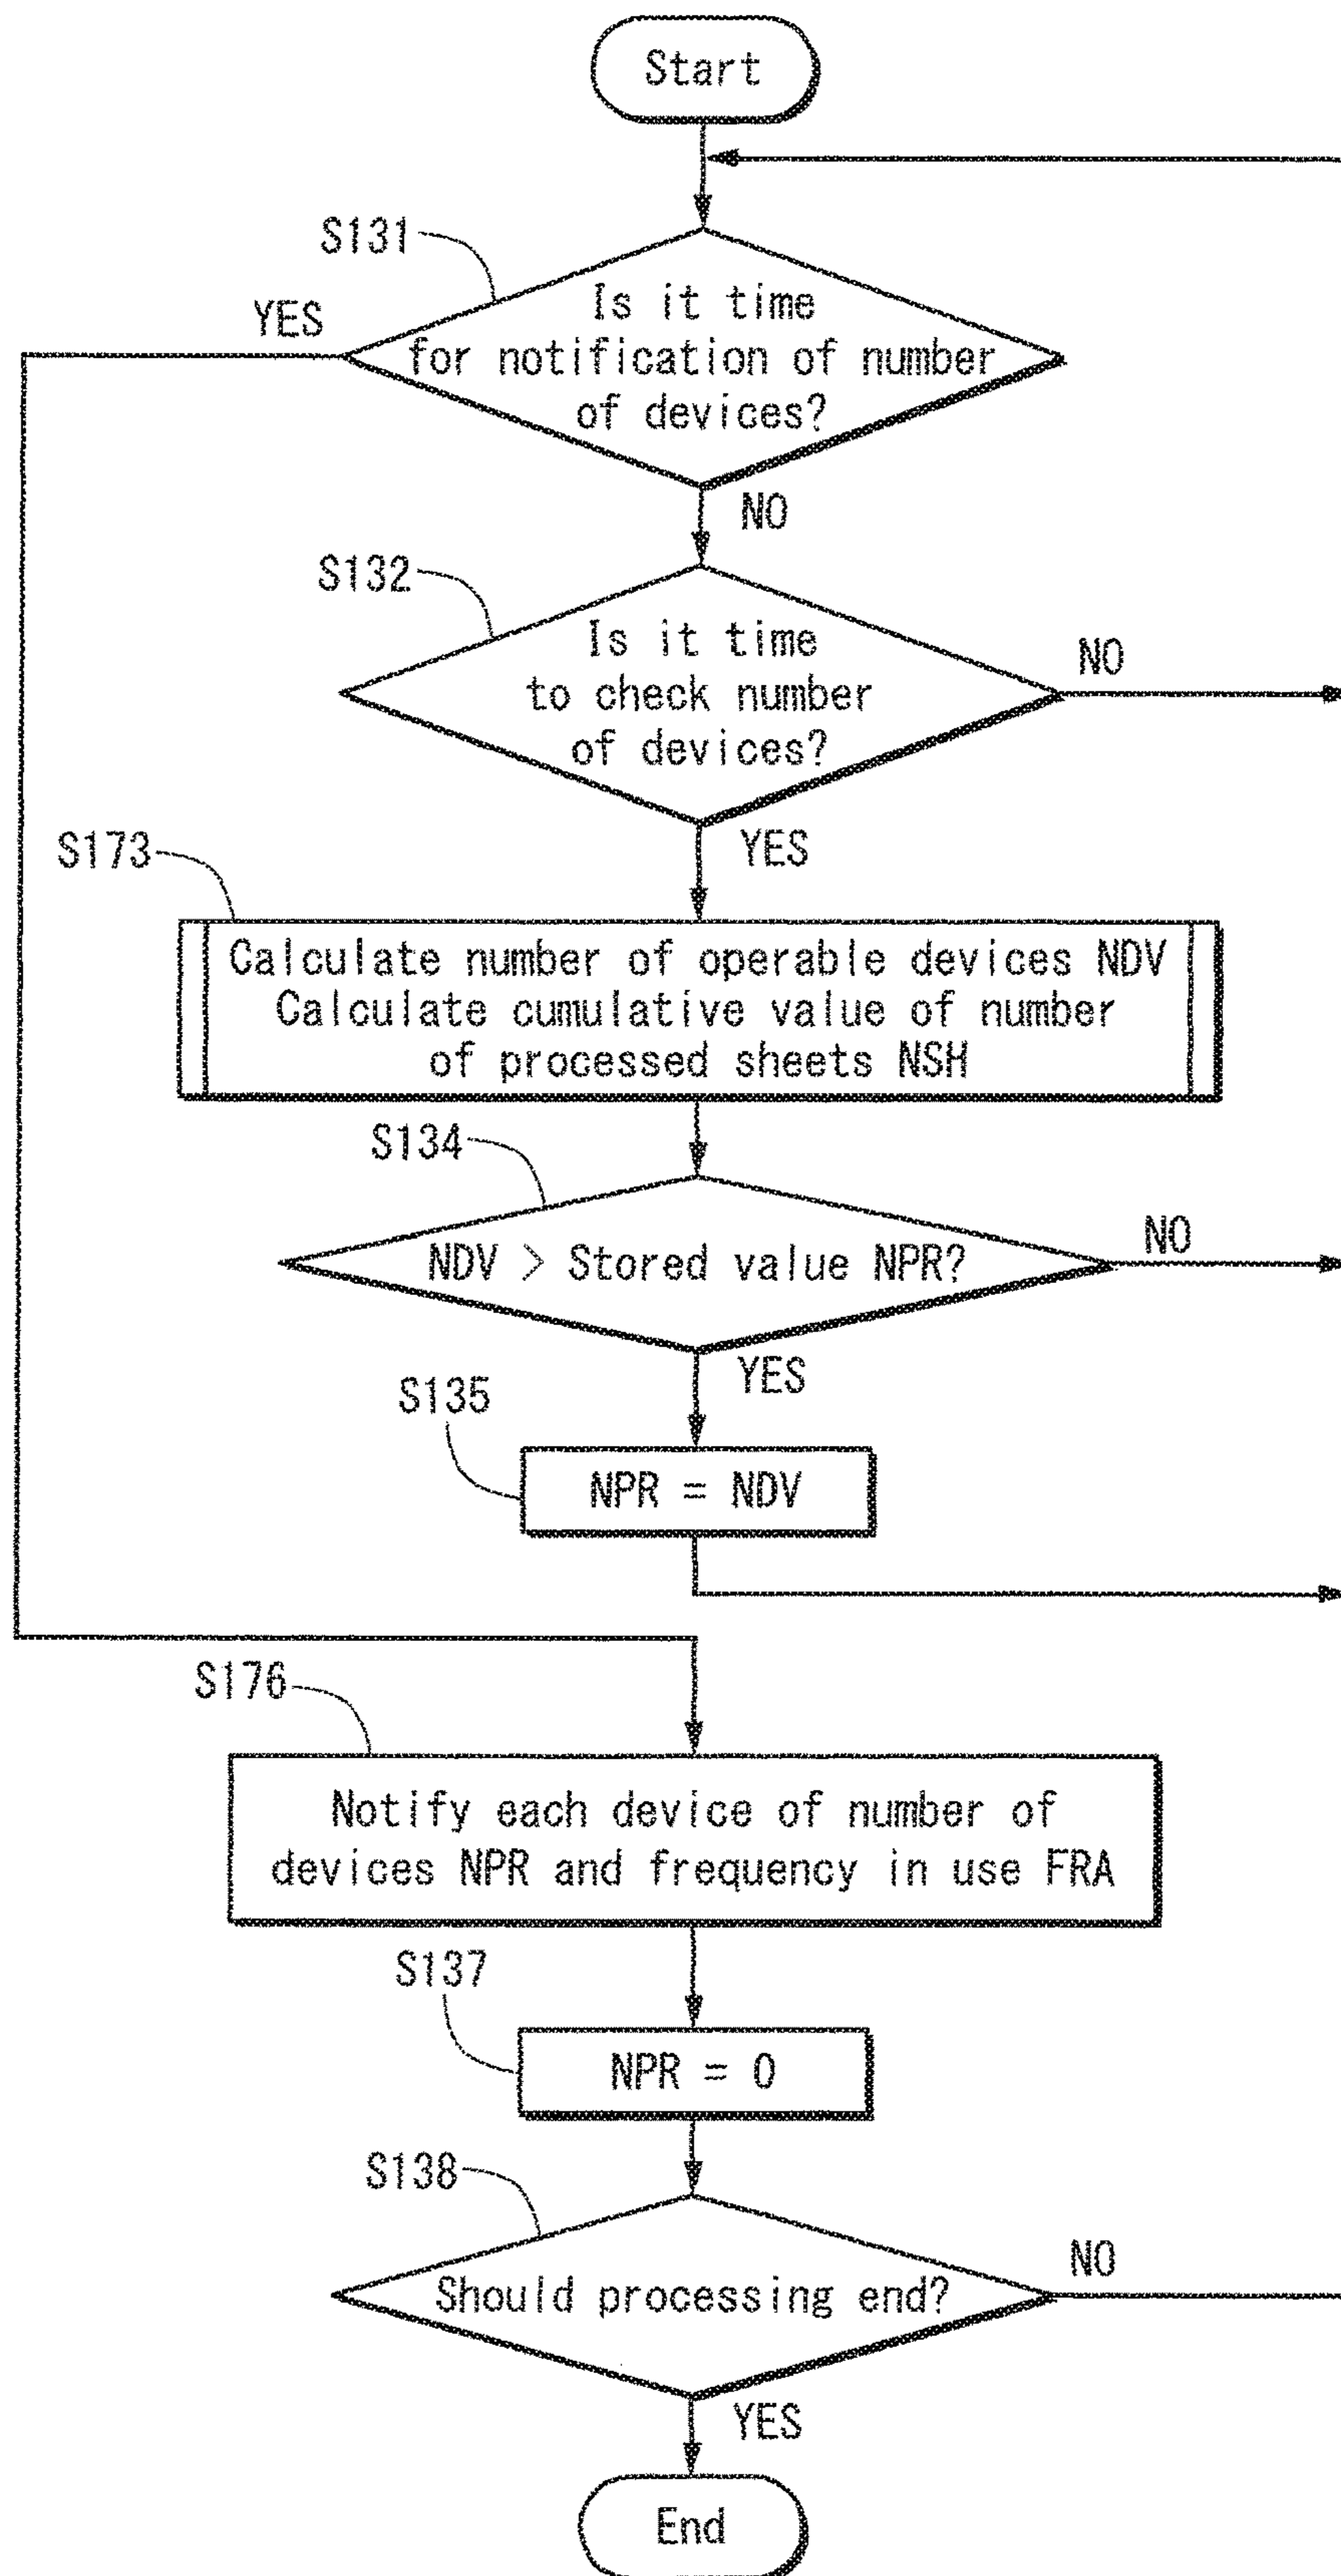 Start
S131
YES
Is it time
for notification of number
of devices?
NO
S132
Is it time
to check number
of devices?
NO
YES
S173
Calculate number of operable devices NDV
Calculate cumulative value of number
of processed sheets NSH
S134
NDV > Stored value NPR?
NO
YES
S135
NPR = NDV
S176
Notify each device of number of
devices NPR and frequency in use FRA
S137
NPR = 0
S138
Should processing end?
NO
YES
End